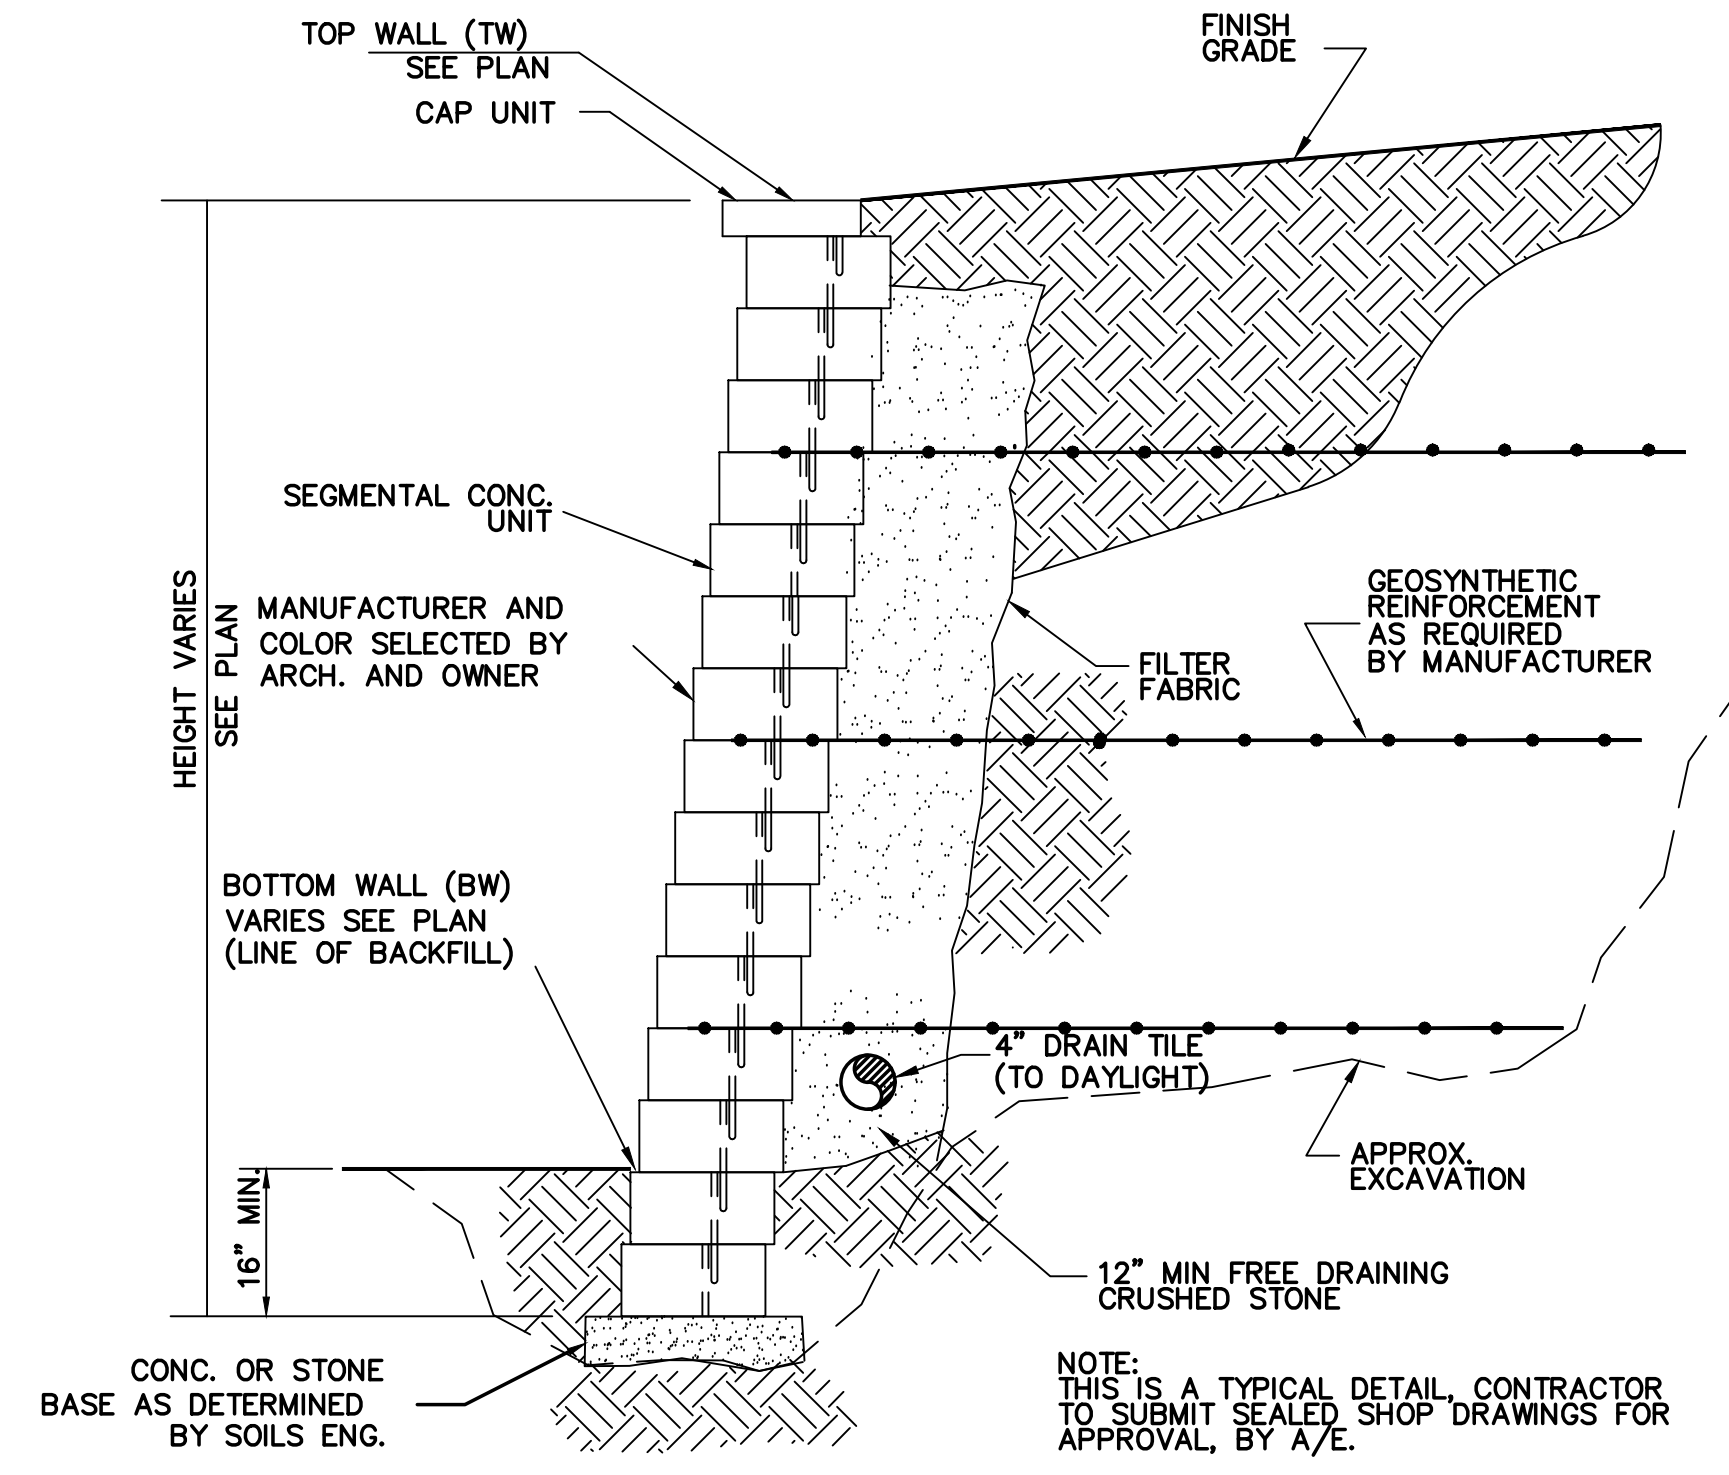 TOP WALL (TW)
SEE PLAN
CAP UNIT
FINISH
GRADE
SEGMENTAL CONC.
UNIT
MANUFACTURER AND
COLOR SELECTED BY
ARCH. AND OWNER
HEIGHT VARIES
SEE PLAN
GEOSYNTHETIC
REINFORCEMENT
AS REQUIRED
BY MANUFACTURER
FILTER
FABRIC
BOTTOM WALL (BW)
VARIES SEE PLAN
(LINE OF BACKFILL)
4" DRAIN TILE
(TO DAYLIGHT)
APPROX.
EXCAVATION
16" MIN.
12" MIN FREE DRAINING
CRUSHED STONE
CONC. OR STONE
BASE AS DETERMINED
BY SOILS ENG.
NOTE:
THIS IS A TYPICAL DETAIL, CONTRACTOR
TO SUBMIT SEALED SHOP DRAWINGS FOR
APPROVAL, BY A/E.